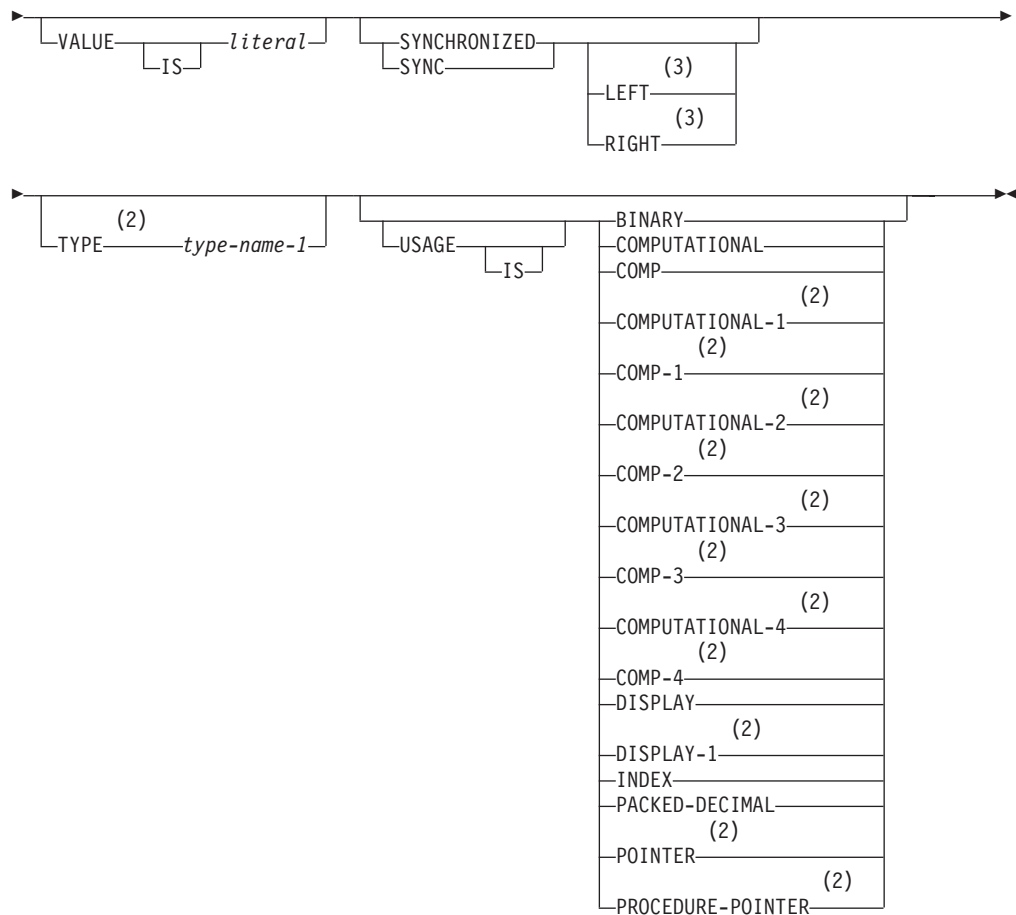 VALUE IS literal SYNCHRONIZED
SYNC
(3)
LEFT
(3)
RIGHT
(2)
TYPE type-name-1
USAGE IS
BINARY
COMPUTATIONAL
COMP
(2)
COMPUTATIONAL-1
(2)
COMP-1
(2)
COMPUTATIONAL-2
(2)
COMP-2
(2)
COMPUTATIONAL-3
(2)
COMP-3
(2)
COMPUTATIONAL-4
(2)
COMP-4
DISPLAY
(2)
DISPLAY-1
INDEX
PACKED-DECIMAL
(2)
POINTER
(2)
PROCEDURE-POINTER